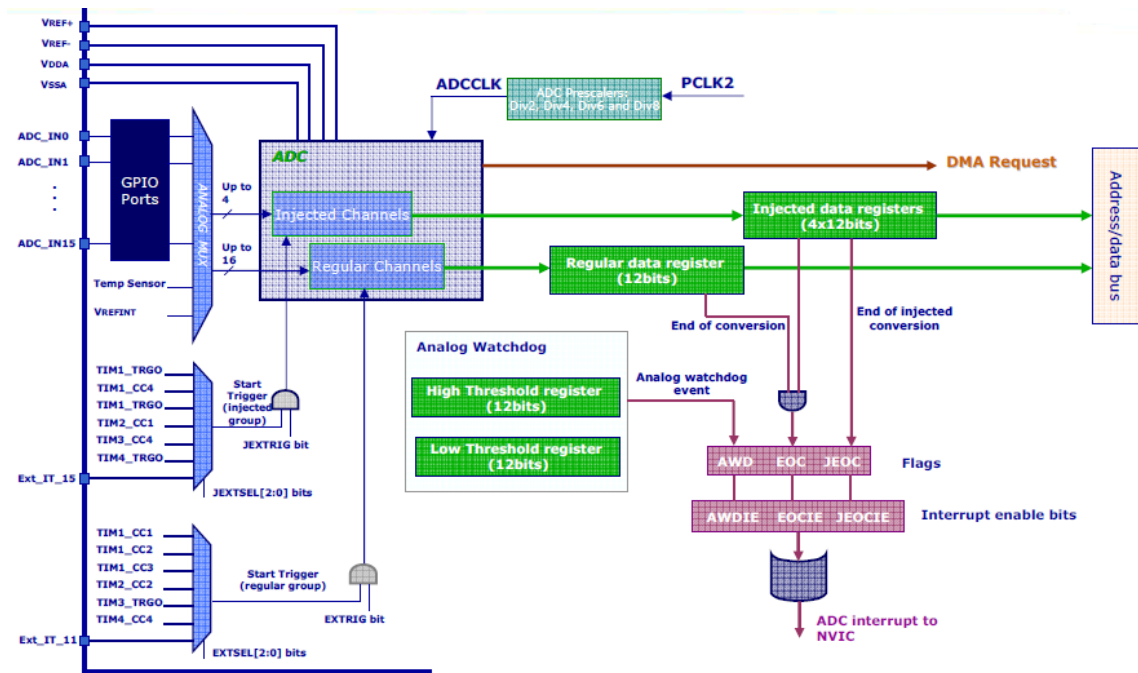 VREF+
VREF-
VDDA
VSSA
ADCCLK
ADC Prescalers:
Div2, Div4, Div6 and Div8
PCLK2
ADC_IN0
ADC_IN1
ADC_IN15
GPIO
Ports
ANALOG MUX
Up to
4
Up to
16
Temp Sensor
VREFINT
ADC
Injected Channels
Regular Channels
DMA Request
Injected data registers
(4x12bits)
Regular data register
(12bits)
Address/data bus
End of conversion
End of injected
conversion
Analog Watchdog
High Threshold register
(12bits)
Low Threshold register
(12bits)
Analog watchdog
event
AWD EOC JEOC
Flags
AWDIE EOCIE JEOCIE
Interrupt enable bits
ADC interrupt to
NVIC
TIM1_TRGO
TIM1_CC4
TIM1_TRGO
TIM2_CC1
TIM3_CC4
TIM4_TRGO
Ext_IT_15
Start
Trigger
(injected
group)
JEXTRIG bit
JEXTSEL[2:0] bits
TIM1_CC1
TIM1_CC2
TIM1_CC3
TIM2_CC2
TIM3_TRGO
TIM4_CC4
Ext_IT_11
Start Trigger
(regular group)
EXTRIG bit
EXTSEL[2:0] bits